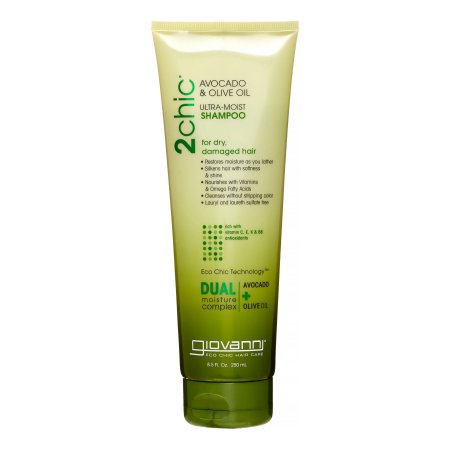 2chic™
AVOCADO
& OLIVE OIL
ULTRA-MOIST
SHAMPOO
for dry,
damaged hair
• Restores moisture as you lather
• Silkens hair with softness
& shine
• Nourishes with Vitamins
& Omega Fatty Acids
• Cleanses without stripping color
• Lauryl and laureth sulfate free
rich with
vitamin C, E, K & B6
antioxidants
Eco Chic Technology™
DUAL
moisture
complex
AVOCADO
+
OLIVE OIL
giovanni®
ECO CHIC HAIR CARE
8.5 fl. Oz. 250 mL